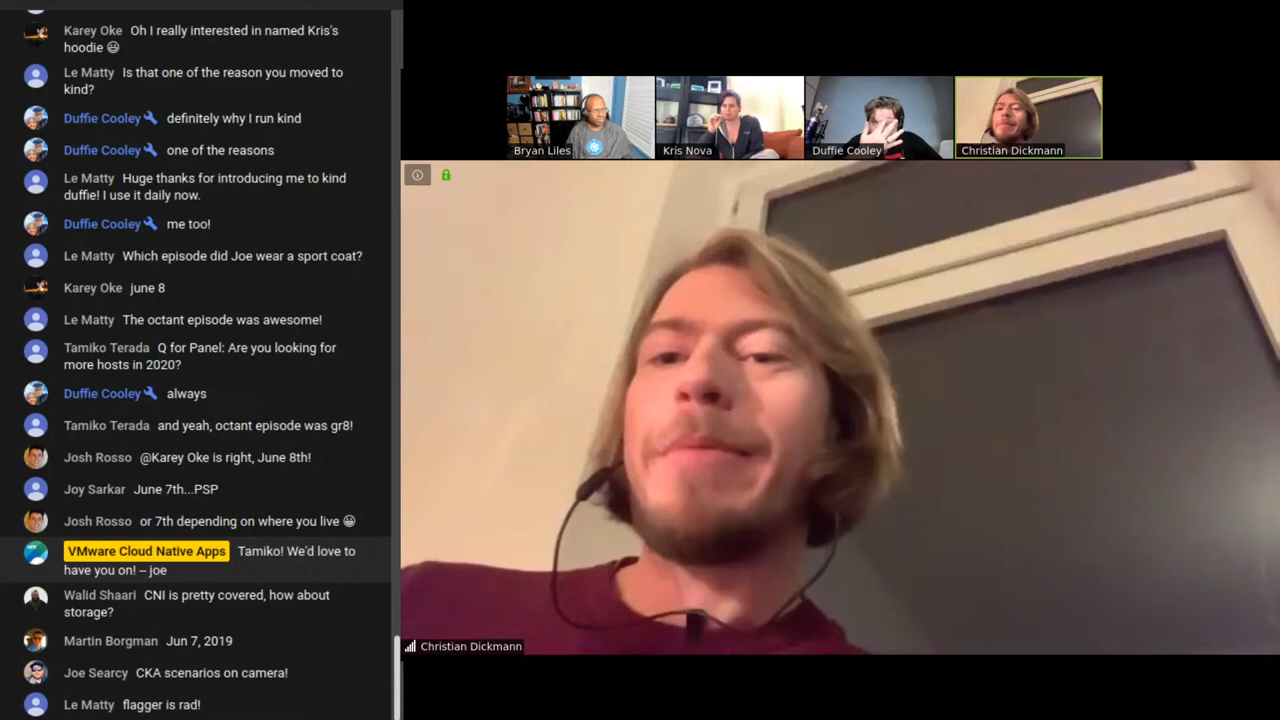 Karey Oke Oh I really interested in named Kris's
hoodie 😆
Le Matty Is that one of the reason you moved to
kind?
Duffie Cooley definitely why I run kind
Duffie Cooley one of the reasons
Le Matty Huge thanks for introducing me to kind
duffie! I use it daily now.
Duffie Cooley me too!
Le Matty Which episode did Joe wear a sport coat?
Karey Oke june 8
Le Matty The octant episode was awesome!
Tamiko Terada Q for Panel: Are you looking for
more hosts in 2020?
Duffie Cooley always
Tamiko Terada and yeah, octant episode was gr8!
Josh Rosso @Karey Oke is right, June 8th!
Joy Sarkar June 7th...PSP
Josh Rosso or 7th depending on where you live 😀
VMware Cloud Native Apps Tamiko! We'd love to
have you on! – joe
Walid Shaari CNI is pretty covered, how about
storage?
Martin Borgman Jun 7, 2019
Joe Searcy CKA scenarios on camera!
Le Matty flagger is rad!
Bryan Liles
Kris Nova
Duffie Cooley
Christian Dickmann
Christian Dickmann